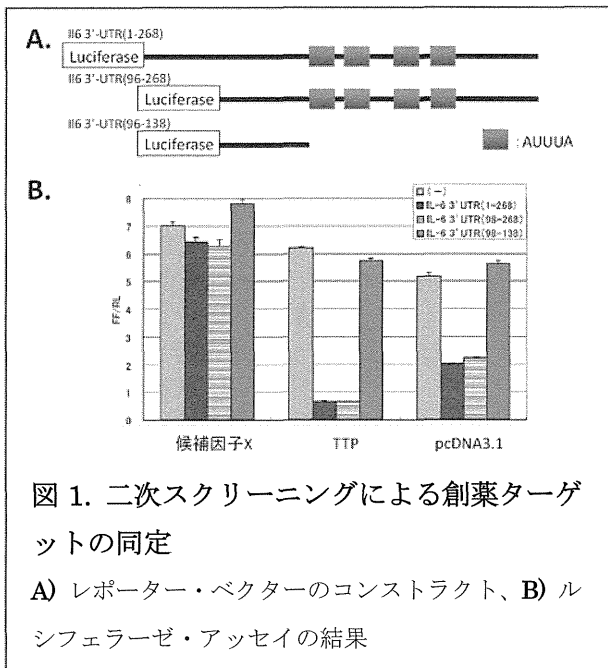 A.
Il6 3'-UTR(1-268)
Luciferase
Il6 3'-UTR(96-268)
Luciferase
Il6 3'-UTR(96-138)
Luciferase
: AUUUA
B.
(-)
IL-6 3' UTR(1-268)
IL-6 3' UTR(98-268)
IL-6 3' UTR(98-138)
8
7
6
5
4
3
2
1
0
FF/RL
候補因子X TTP pcDNA3.1
図 1. 二次スクリーニングによる創薬ターゲ
ットの同定
A) レポーター・ベクターのコンストラクト、B) ル
シフェラーゼ・アッセイの結果